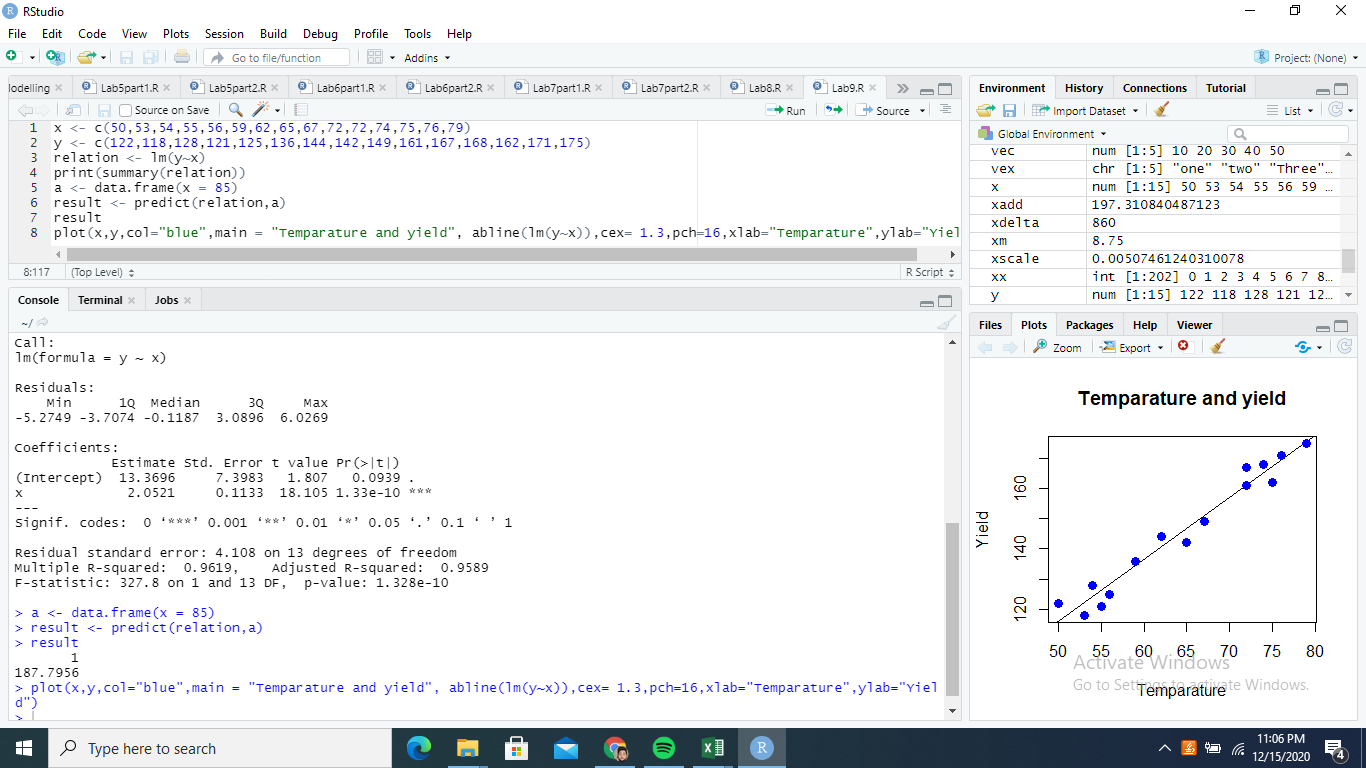 RStudio
File Edit Code View Plots Session Build Debug Profile Tools Help
Go to file/function Addins Project: (None)
lodelling Lab5part1.R Lab5part2.R Lab6part1.R Lab6part2.R Lab7part1.R Lab7part2.R Lab8.R Lab9.R
Source on Save Run Source
1 x <- c(50,53,54,55,56,59,62,65,67,72,72,74,75,76,79)
2 y <- c(122,118,128,121,125,136,144,142,149,161,167,168,162,171,175)
3 relation <- lm(y~x)
4 print(summary(relation))
5 a <- data.frame(x = 85)
6 result <- predict(relation,a)
7 result
8 plot(x,y,col="blue",main = "Temparature and yield", abline(lm(y~x)),cex= 1.3,pch=16,xlab="Temparature",ylab="Yiel
8:117 (Top Level) R Script
Console Terminal Jobs
~/
Call:
lm(formula = y ~ x)
Residuals:
Min 1Q Median 3Q Max
-5.2749 -3.7074 -0.1187 3.0896 6.0269
Coefficients:
Estimate Std. Error t value Pr(>|t|)
(Intercept) 13.3696 7.3983 1.807 0.0939 .
x 2.0521 0.1133 18.105 1.33e-10 ***
---
Signif. codes: 0 ‘***’ 0.001 ‘**’ 0.01 ‘*’ 0.05 ‘.’ 0.1 ‘ ’ 1
Residual standard error: 4.108 on 13 degrees of freedom
Multiple R-squared: 0.9619, Adjusted R-squared: 0.9589
F-statistic: 327.8 on 1 and 13 DF, p-value: 1.328e-10
> a <- data.frame(x = 85)
> result <- predict(relation,a)
> result
1
187.7956
> plot(x,y,col="blue",main = "Temparature and yield", abline(lm(y~x)),cex= 1.3,pch=16,xlab="Temparature",ylab="Yiel
d")
>
Environment History Connections Tutorial
Import Dataset List
Global Environment
vec num [1:5] 10 20 30 40 50
vex chr [1:5] "one" "two" "Three"…
x num [1:15] 50 53 54 55 56 59 …
xadd 197.310840487123
xdelta 860
xm 8.75
xscale 0.00507461240310078
xx int [1:202] 0 1 2 3 4 5 6 7 8…
y num [1:15] 122 118 128 121 12…
Files Plots Packages Help Viewer
Zoom Export
Temparature and yield
Yield
160
140
120
50 55 60 65 70 75 80
Temparature
Activate Windows
Go to Settings to activate Windows.
Type here to search
11:06 PM
12/15/2020
4